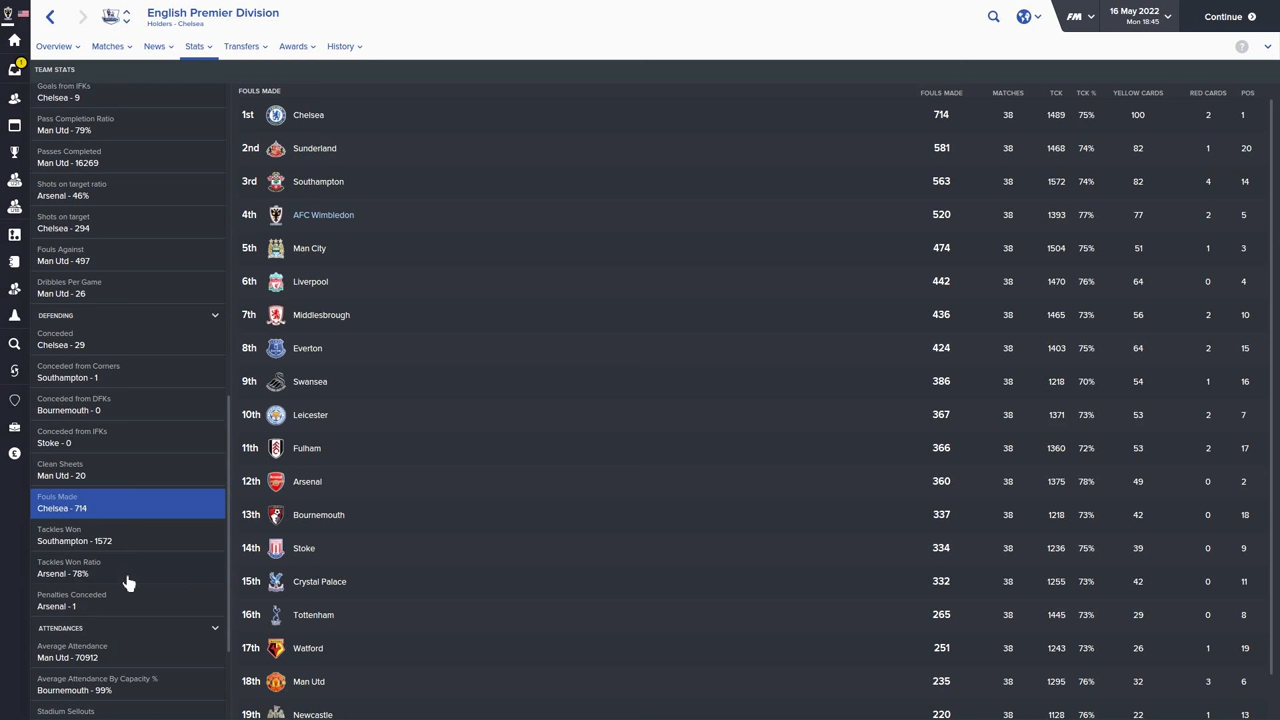 English Premier Division
Holders - Chelsea
FM
16 May 2022
Mon 18:45
Continue
1
Overview
Matches
News
Stats
Transfers
Awards
History
?
TEAM STATS
Goals from IFKs
Chelsea - 9
Pass Completion Ratio
Man Utd - 79%
Passes Completed
Man Utd - 16269
Shots on target ratio
Arsenal - 46%
Shots on target
Chelsea - 294
Fouls Against
Man Utd - 497
Dribbles Per Game
Man Utd - 26
DEFENDING
Conceded
Chelsea - 29
Conceded from Corners
Southampton - 1
Conceded from DFKs
Bournemouth - 0
Conceded from IFKs
Stoke - 0
Clean Sheets
Man Utd - 20
Fouls Made
Chelsea - 714
Tackles Won
Southampton - 1572
Tackles Won Ratio
Arsenal - 78%
Penalties Conceded
Arsenal - 1
ATTENDANCES
Average Attendance
Man Utd - 70912
Average Attendance By Capacity %
Bournemouth - 99%
Stadium Sellouts
FOULS MADE FOULS MADE MATCHES TCK TCK % YELLOW CARDS RED CARDS POS
1st Chelsea 714 38 1489 75% 100 2 1
2nd Sunderland 581 38 1468 74% 82 1 20
3rd Southampton 563 38 1572 74% 82 4 14
4th AFC Wimbledon 520 38 1393 77% 77 2 5
5th Man City 474 38 1504 75% 51 1 3
6th Liverpool 442 38 1470 76% 64 0 4
7th Middlesbrough 436 38 1465 73% 56 2 10
8th Everton 424 38 1403 75% 64 2 15
9th Swansea 386 38 1218 70% 54 1 16
10th Leicester 367 38 1371 73% 53 2 7
11th Fulham 366 38 1360 72% 53 2 17
12th Arsenal 360 38 1375 78% 49 0 2
13th Bournemouth 337 38 1218 73% 42 0 18
14th Stoke 334 38 1236 75% 39 0 9
15th Crystal Palace 332 38 1255 73% 42 0 11
16th Tottenham 265 38 1445 73% 29 0 8
17th Watford 251 38 1243 73% 26 1 19
18th Man Utd 235 38 1295 76% 32 3 6
19th Newcastle 220 38 1128 76% 22 1 13